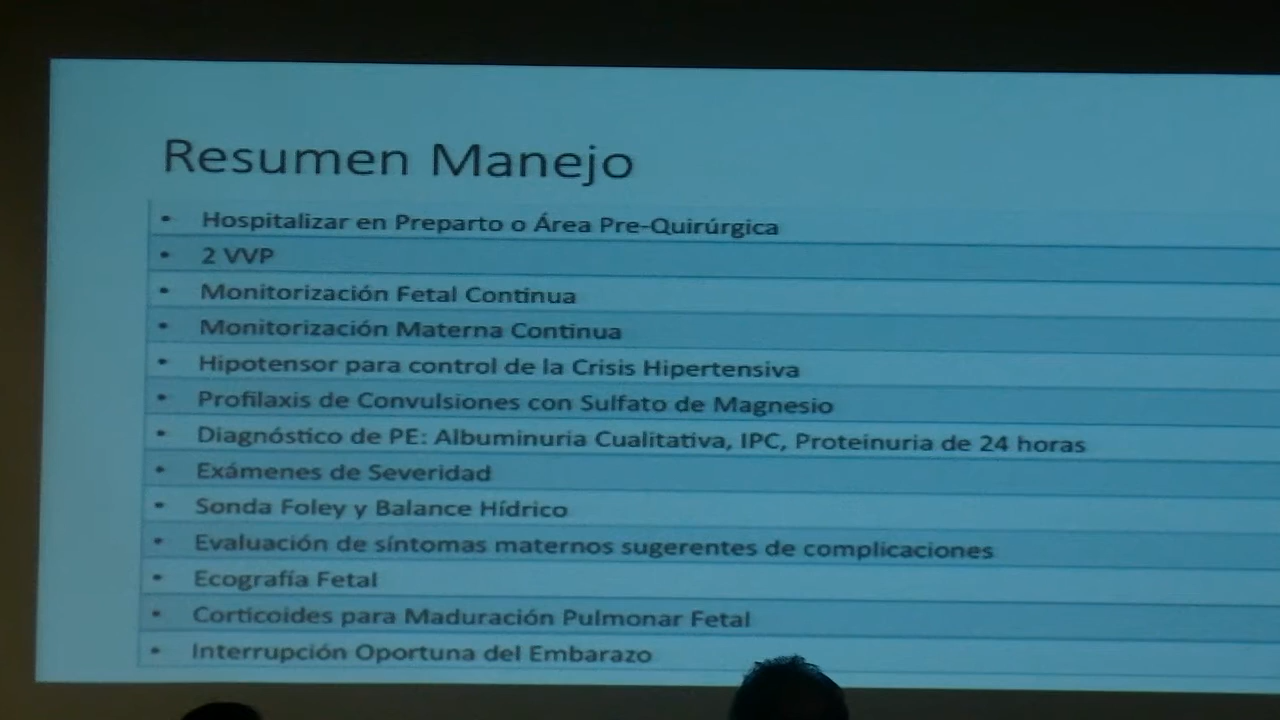 Resumen Manejo
• Hospitalizar en Preparto o Área Pre-Quirúrgica
• 2 VVP
• Monitorización Fetal Continua
• Monitorización Materna Continua
• Hipotensor para control de la Crisis Hipertensiva
• Profilaxis de Convulsiones con Sulfato de Magnesio
• Diagnóstico de PE: Albuminuria Cualitativa, IPC, Proteinuria de 24 horas
• Exámenes de Severidad
• Sonda Foley y Balance Hídrico
• Evaluación de síntomas maternos sugerentes de complicaciones
• Ecografía Fetal
• Corticoides para Maduración Pulmonar Fetal
• Interrupción Oportuna del Embarazo